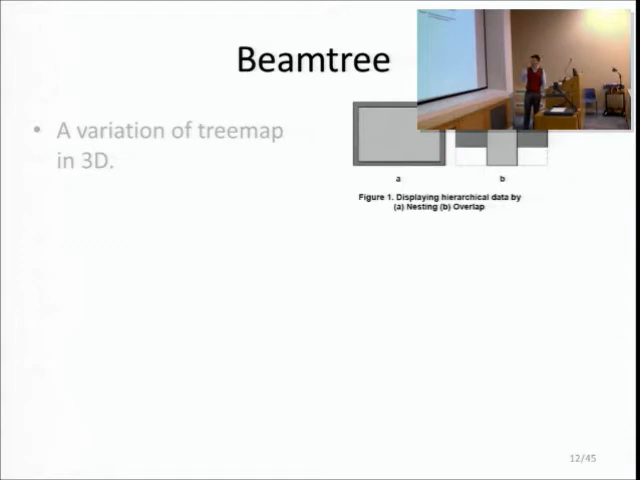 Beamtree
• A variation of treemap
in 3D.
a
b
Figure 1. Displaying hierarchical data by
(a) Nesting (b) Overlap
12/45